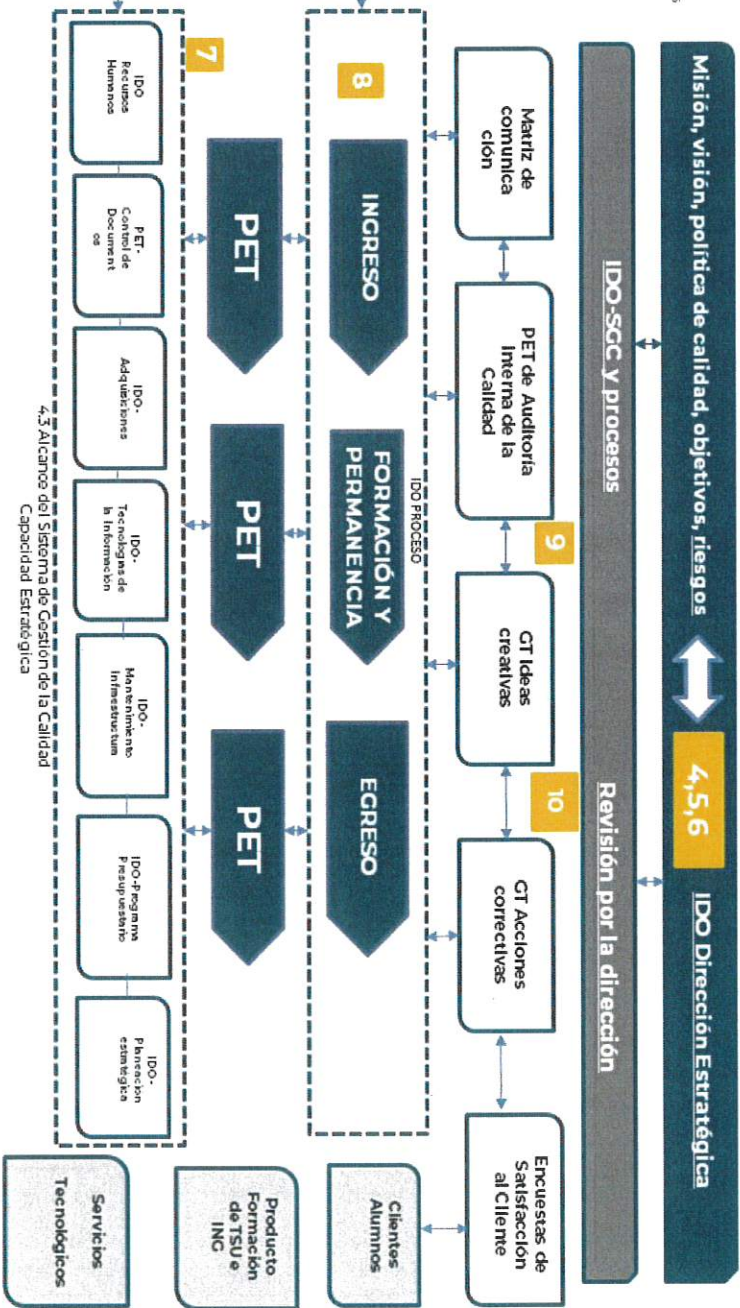 Misión, visión, política de calidad, objetivos, riesgos
4,5,6
IDO Dirección Estratégica
IDO-SGC y procesos
Revisión por la dirección
Matriz de
comunica
ción
PET de Auditoría
Interna de la
Calidad
9
GT Ideas
creativas
10
GT Acciones
correctivas
Encuestas de
Satisfacción
al Cliente
IDO PROCESO
8
INGRESO
FORMACIÓN Y
PERMANENCIA
EGRESO
Clientes
Alumnos
7
PET
PET
PET
Producto
Formación
de TSU e
ING
IDO
Recursos
Humanos
PET-
Control de
Document
os
IDO-
Adquisiciones
IDO-
Tecnologías de
la Información
IDO-
Mantenimiento
Infraestructura
IDO-Programa
Presupuestario
IDO-
Planeación
estratégica
Servicios
Tecnológicos
4.3 Alcance del Sistema de Gestión de la Calidad
Capacidad Estratégica